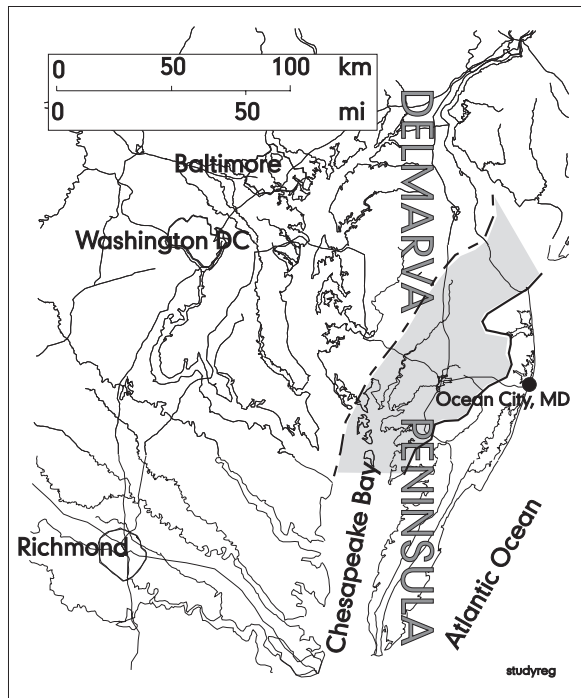 0 50 100 km
0 50 mi
Baltimore
Washington DC
DELMARVA
PENINSULA
Ocean City, MD
Richmond
Chesapeake Bay
Atlantic Ocean
studyreg